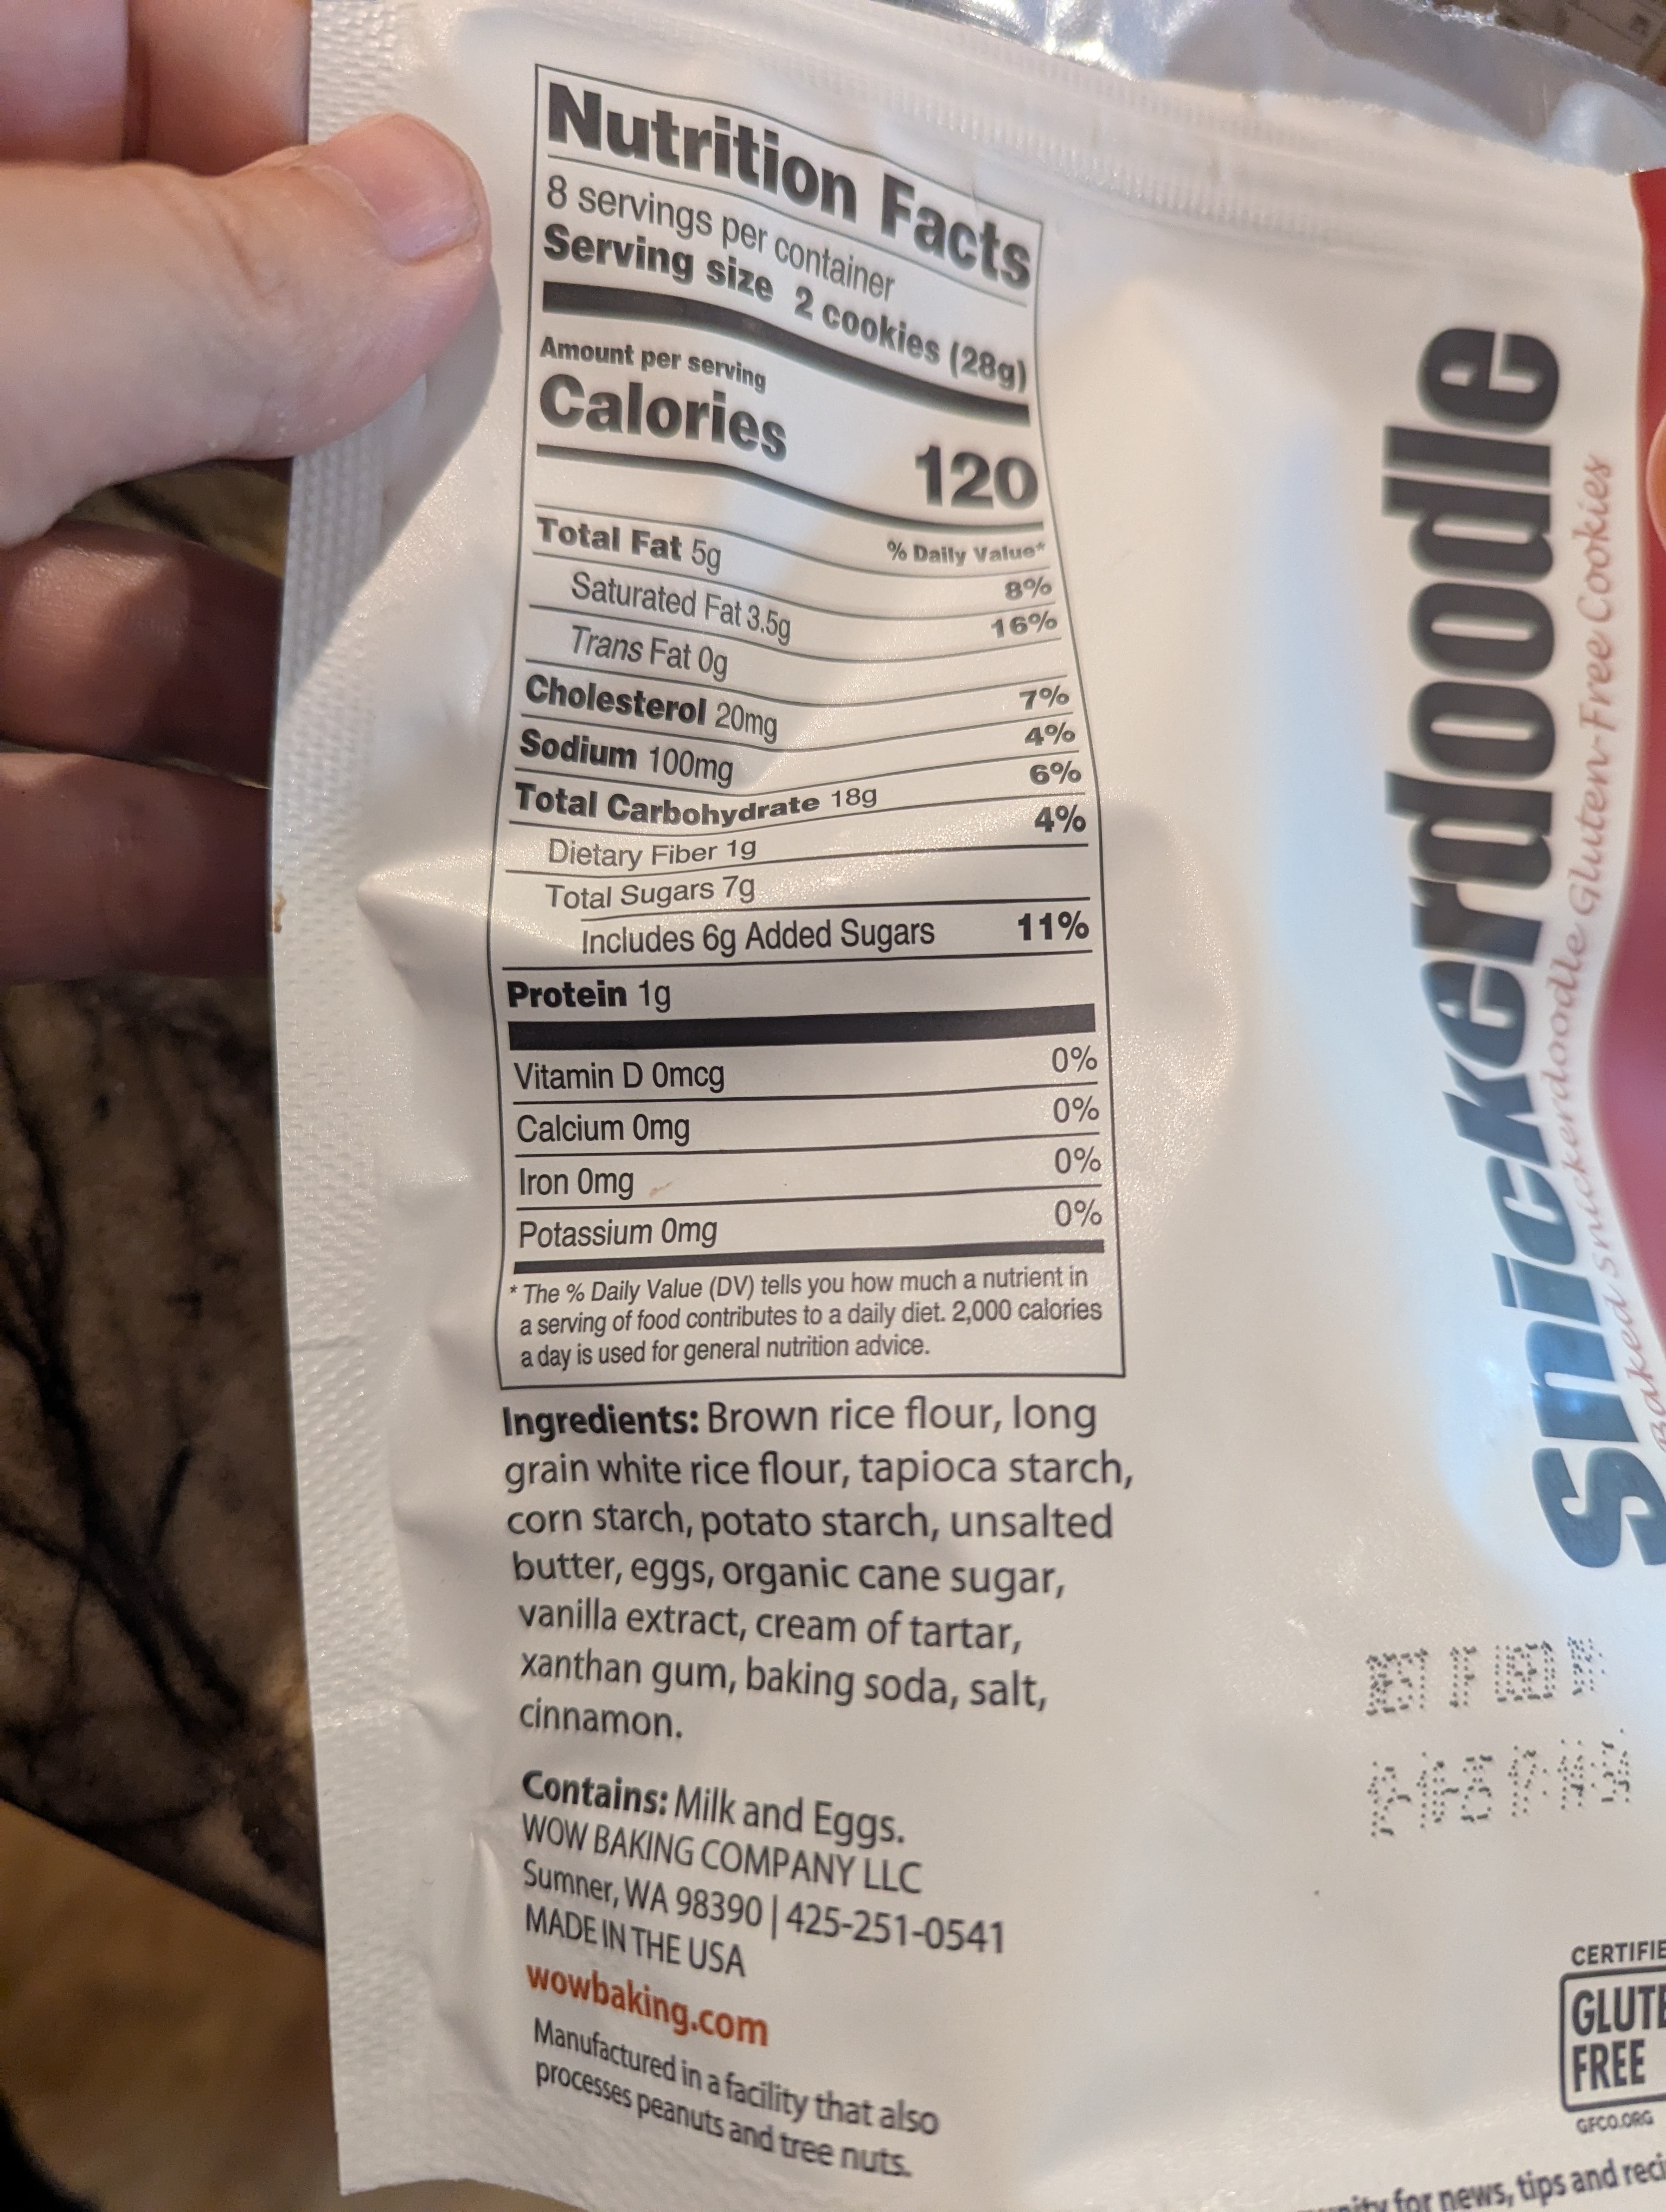 Nutrition Facts
8 servings per container
Serving size 2 cookies (28g)
Amount per serving
Calories 120
% Daily Value*
Total Fat 5g 8%
Saturated Fat 3.5g 16%
Trans Fat 0g
Cholesterol 20mg 7%
Sodium 100mg 4%
Total Carbohydrate 18g 6%
Dietary Fiber 1g 4%
Total Sugars 7g
Includes 6g Added Sugars 11%
Protein 1g
Vitamin D 0mcg 0%
Calcium 0mg 0%
Iron 0mg 0%
Potassium 0mg 0%
* The % Daily Value (DV) tells you how much a nutrient in
a serving of food contributes to a daily diet. 2,000 calories
a day is used for general nutrition advice.
Ingredients: Brown rice flour, long
grain white rice flour, tapioca starch,
corn starch, potato starch, unsalted
butter, eggs, organic cane sugar,
vanilla extract, cream of tartar,
xanthan gum, baking soda, salt,
cinnamon.
Contains: Milk and Eggs.
WOW BAKING COMPANY LLC
Sumner, WA 98390 | 425-251-0541
MADE IN THE USA
wowbaking.com
Manufactured in a facility that also
processes peanuts and tree nuts.
snickerdoodle
Baked Snickerdoodle Gluten-Free Cookies
BEST IF USED BY
CERTIFIE
GLUTE
FREE
GFCO.ORG
for news, tips and reci